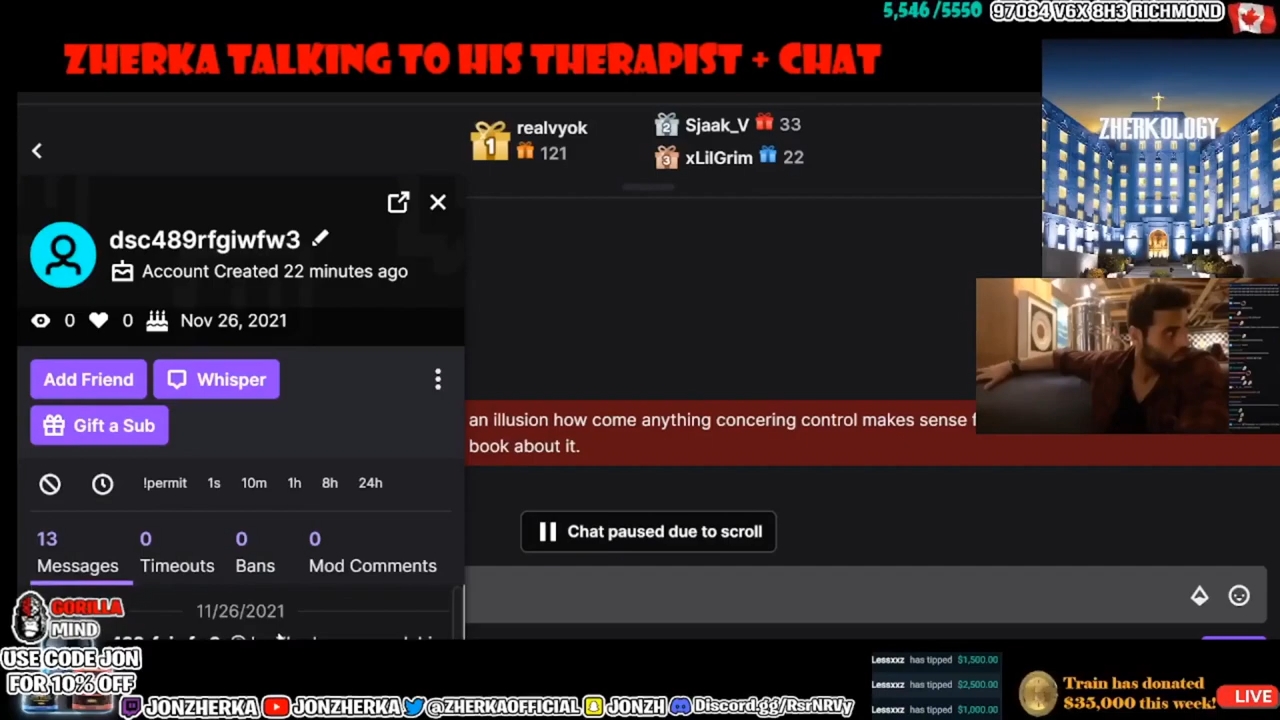 5,546 /5550 97084 V6X 8H3 RICHMOND
ZHERKA TALKING TO HIS THERAPIST + CHAT
ZHERKOLO6Y
1 realvyok
121
2 Sjaak_V 33
3 xLilGrim 22
dsc489rfgiwfw3
Account Created 22 minutes ago
0 0 Nov 26, 2021
Add Friend Whisper
Gift a Sub
!permit 1s 10m 1h 8h 24h
13 0 0 0
Messages Timeouts Bans Mod Comments
11/26/2021
an illusion how come anything concering control makes sense f
book about it.
Chat paused due to scroll
GORILLA
MIND
USE CODE JON
FOR 10% OFF
JONZHERKA JONZHERKA @ZHERKAOFFICIAL JONZH Discord.gg/RsrNRVy
Lessxxz has tipped $1,500.00
Lessxxz has tipped $2,500.00
Lessxxz has tipped $1,000.00
Train has donated
$35,000 this week!
LIVE